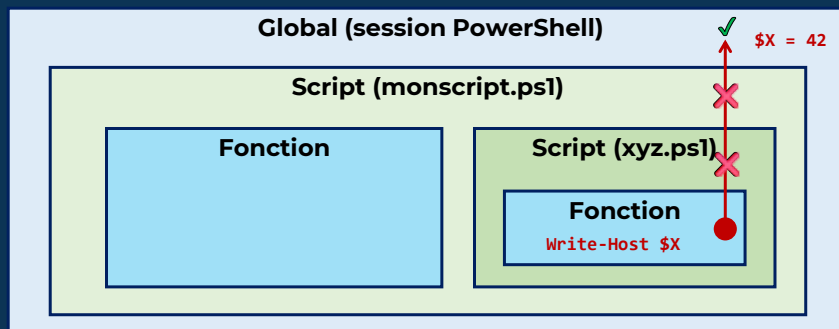 Global (session PowerShell)
$X = 42
Script (monscript.ps1)
Fonction
Script (xyz.ps1)
Fonction
Write-Host $X